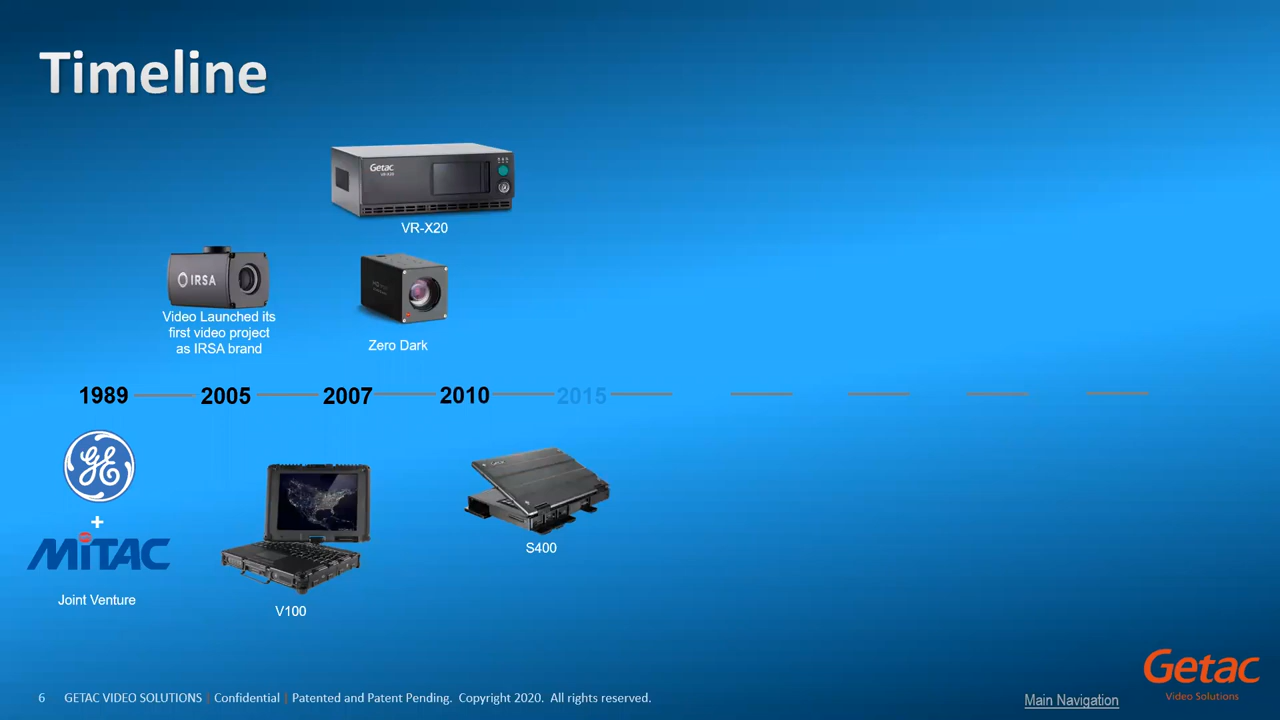 Timeline
Getac
VR-X20
VR-X20
IRSA
Video Launched its
first video project
as IRSA brand
Zero Dark
1989
2005
2007
2010
2015
GE
+
MiTAC
Joint Venture
V100
S400
Getac
Video Solutions
6 GETAC VIDEO SOLUTIONS | Confidential | Patented and Patent Pending. Copyright 2020. All rights reserved.
Main Navigation